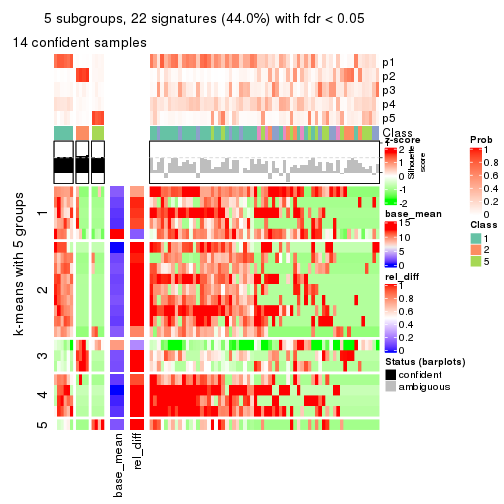 5 subgroups, 22 signatures (44.0%) with fdr < 0.05
14 confident samples
p1
p2
p3
p4
p5
Class
k-means with 5 groups
1
2
3
4
5
base_mean
rel_diff
Silhouette
score
z-score
2
1
0
-1
-2
base_mean
15
10
5
0
rel_diff
1
0.8
0.6
0.4
0.2
0
Status (barplots)
confident
ambiguous
Prob
1
0.8
0.6
0.4
0.2
0
Class
1
2
5